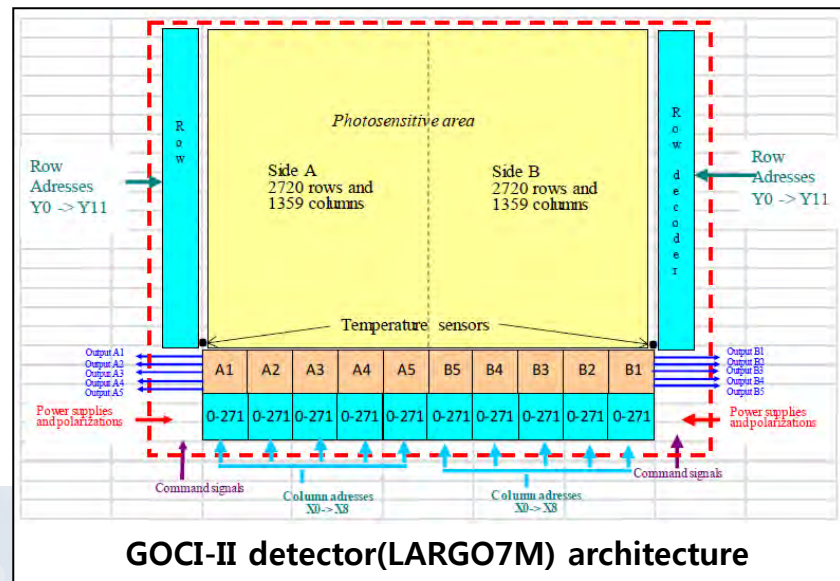 Photosensitive area
Row
Row decoder
Side A
2720 rows and
1359 columns
Side B
2720 rows and
1359 columns
Row
Adresses
Y0 -> Y11
Row
Adresses
Y0 -> Y11
Temperature sensors
Output A1
Output A2
Output A3
Output A4
Output A5
A1 A2 A3 A4 A5 B5 B4 B3 B2 B1
Output B1
Output B2
Output B3
Output B4
Output B5
0-271 0-271 0-271 0-271 0-271 0-271 0-271 0-271 0-271 0-271
Power supplies
and polarizations
Power supplies
and polarizations
Command signals
Column adresses
X0-> X8
Column adresses
X0-> X8
Command signals
GOCI-II detector(LARGO7M) architecture